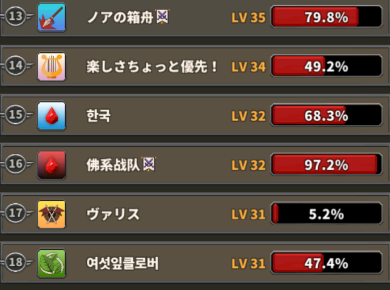 13 ノアの箱舟 LV 35 79.8%
14 楽しさちょっと優先！ LV 34 49.2%
15 한국 LV 32 68.3%
16 佛系战队 LV 32 97.2%
17 ヴァリス LV 31 5.2%
18 여섯잎클로버 LV 31 47.4%